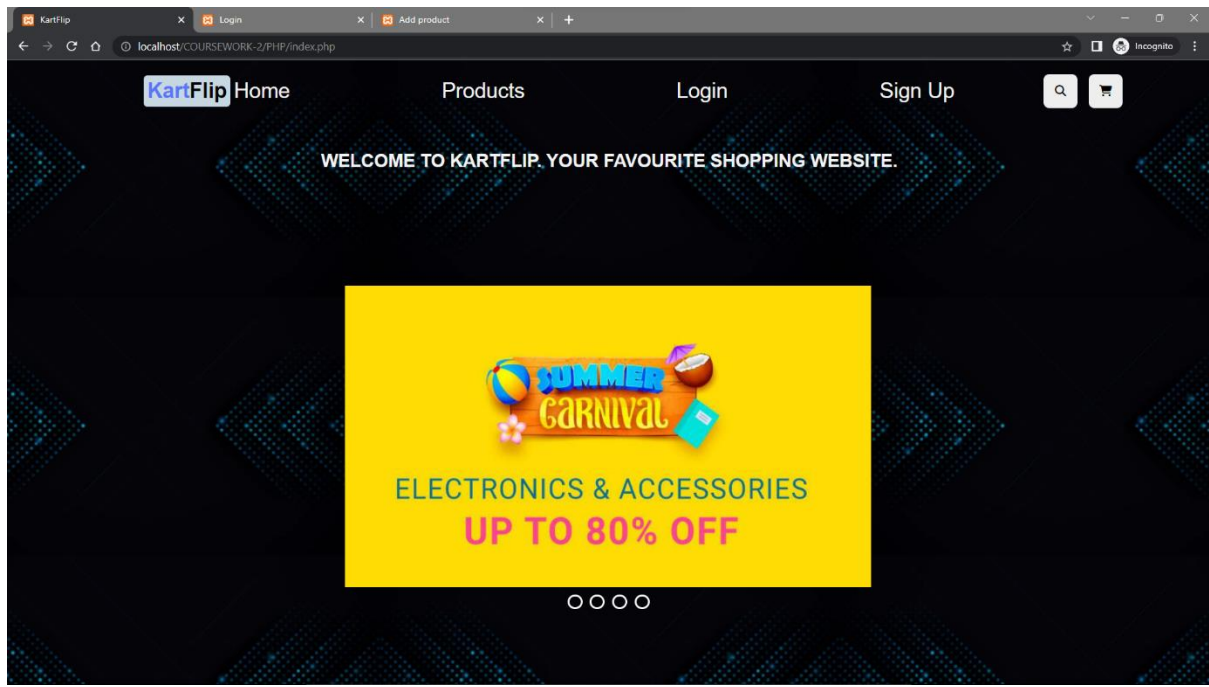 KartFlip
Login
Add product
localhost/COURSEWORK-2/PHP/index.php
Incognito
KartFlip Home Products Login Sign Up
WELCOME TO KARTFLIP. YOUR FAVOURITE SHOPPING WEBSITE.
SUMMER
CARNIVAL
ELECTRONICS & ACCESSORIES
UP TO 80% OFF